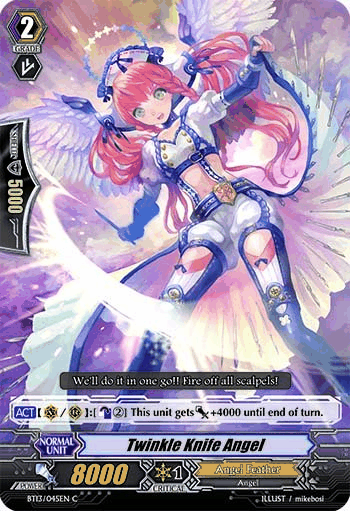 2
GRADE
SHIELD
5000
We'll do it in one go!! Fire off all scalpels!
ACT [ / ]:[ ②] This unit gets +4000 until end of turn.
NORMAL UNIT
Twinkle Knife Angel
POWER 8000 1 CRITICAL
Angel Feather
Angel
BT13/045EN C
ILLUST / mikebosi